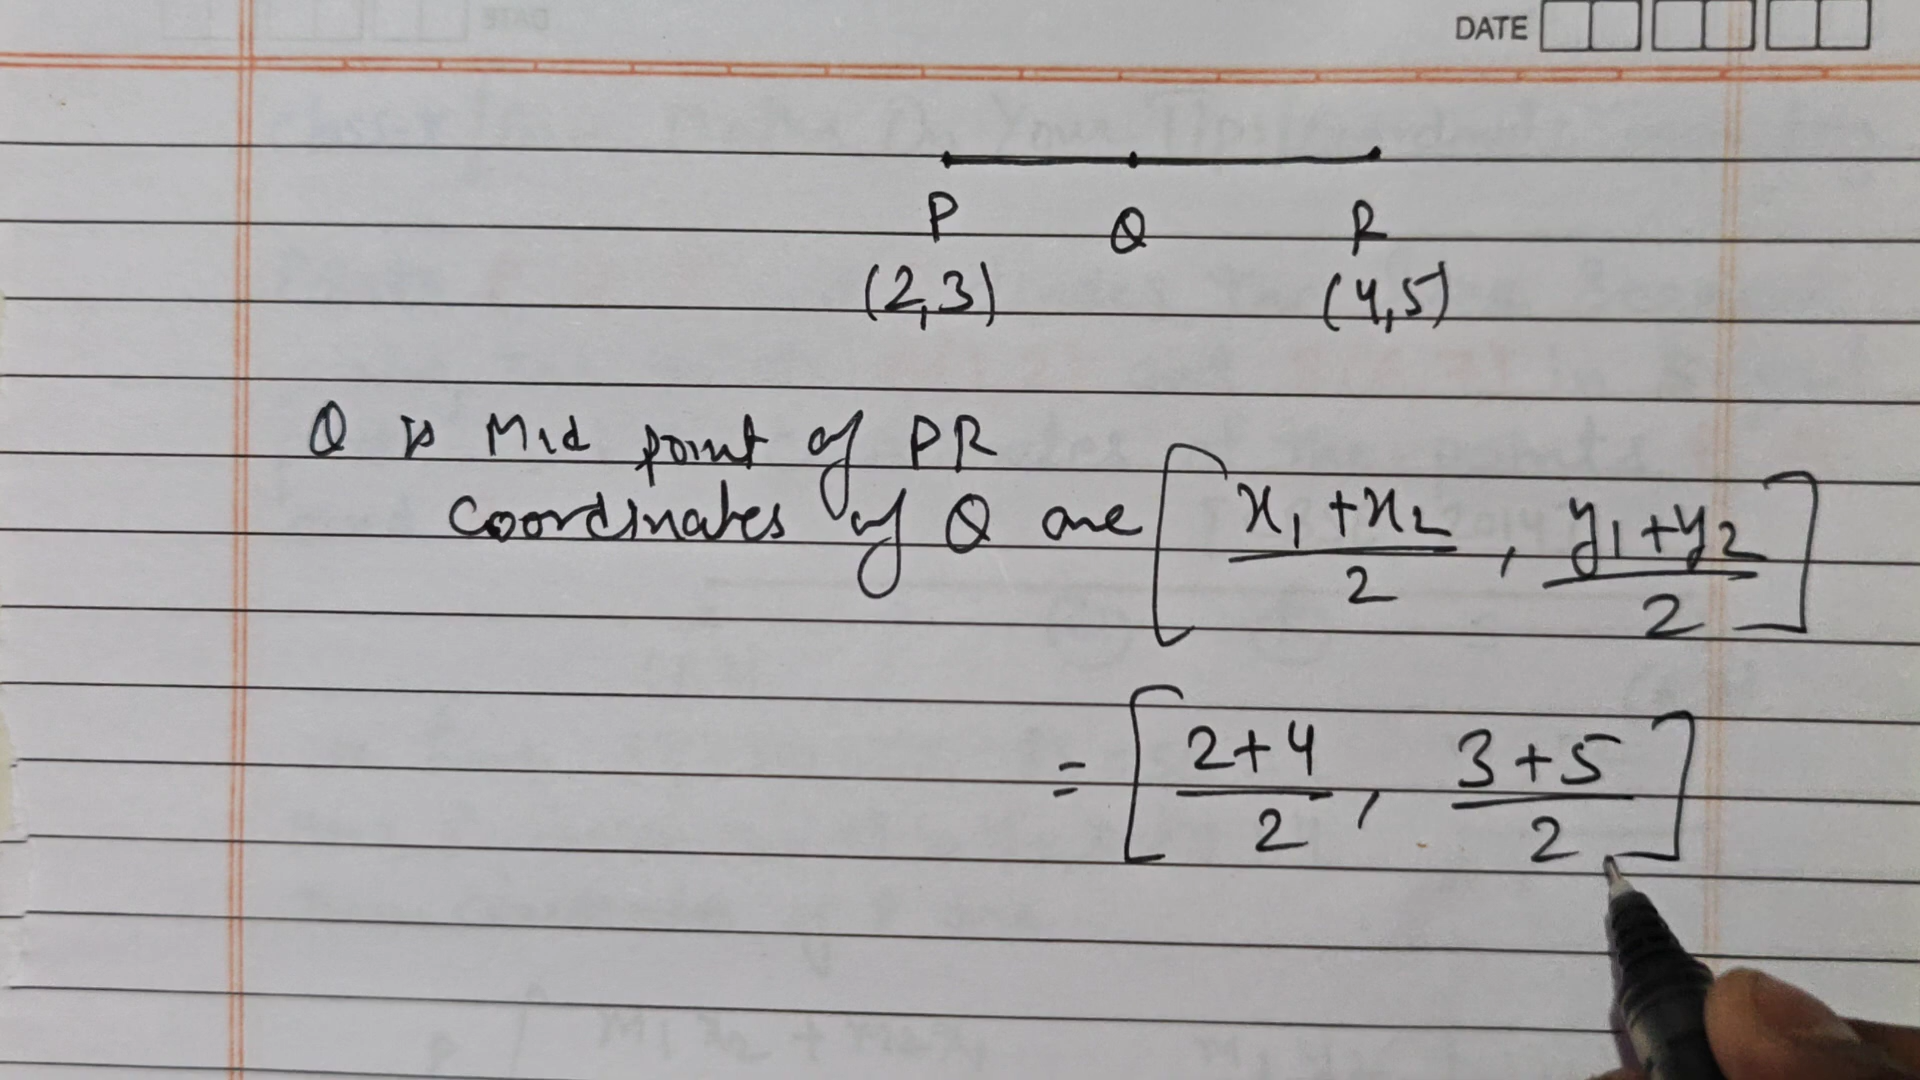 DATE
P Q R
(2,3) (4,5)
Q is Mid point of PR
Coordinates of Q are [ x₁+x₂/2 , y₁+y₂/2 ]
= [ 2+4/2 , 3+5/2 ]